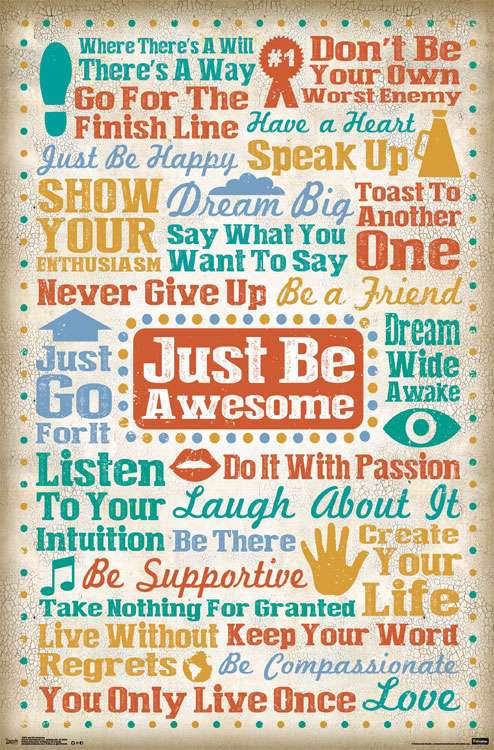 Where There's A Will
There's A Way
#1
Don't Be
Your Own
Worst Enemy
Go For The
Finish Line
Have a Heart
Just Be Happy
Speak Up
SHOW
YOUR
ENTHUSIASM
Dream Big
Toast To
Another
One
Say What You
Want To Say
Never Give Up
Be a Friend
Just
Go
For It
Just Be
Awesome
Dream
Wide
Awake
Listen
To Your
Intuition
Do It With Passion
Laugh About It
Be There
Create
Your
Life
Be Supportive
Take Nothing For Granted
Live Without
Regrets
Keep Your Word
Be Compassionate
You Only Live Once
Love